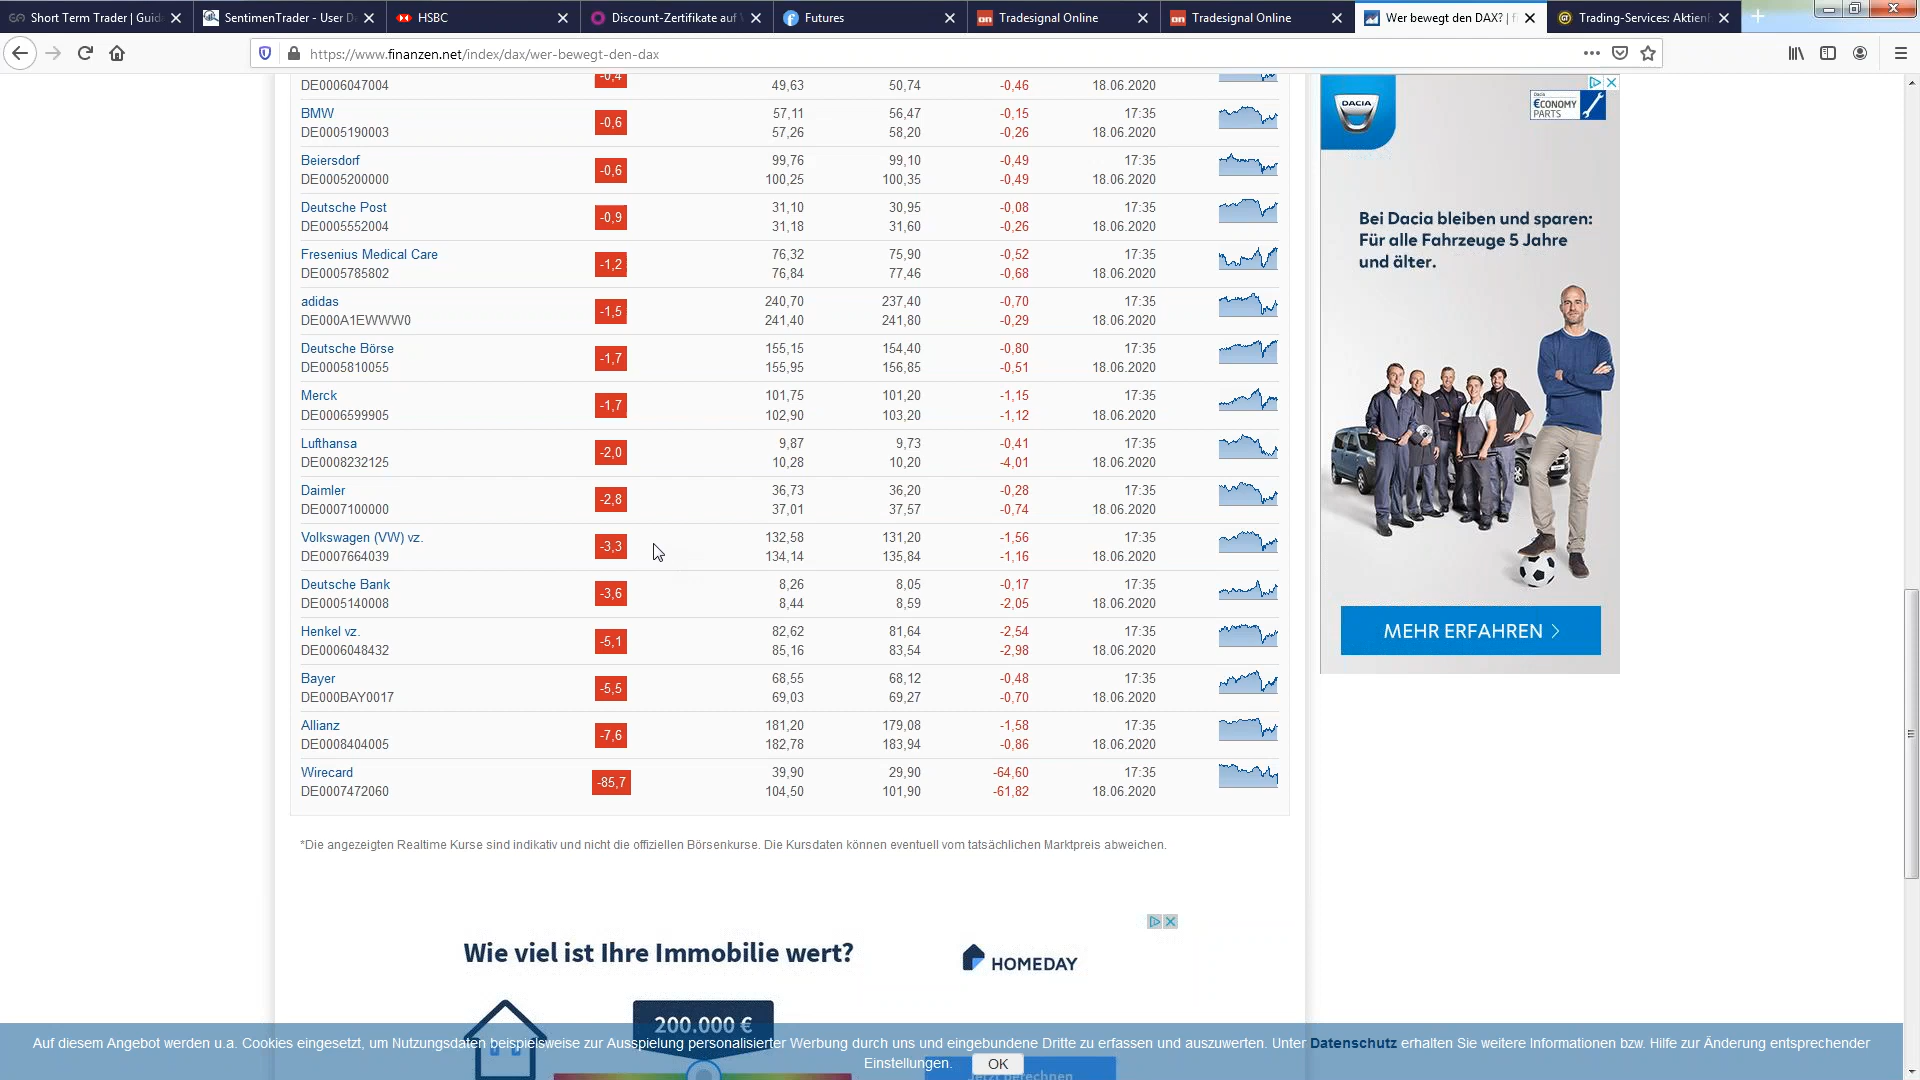 Short Term Trader | Guid
SentimenTrader - User D
HSBC
Discount-Zertifikate auf
Futures
Tradesignal Online
Tradesignal Online
Wer bewegt den DAX? | f
Trading-Services: Aktien
https://www.finanzen.net/index/dax/wer-bewegt-den-dax
-0,4
DE0006047004 49,63 50,74 -0,46 18.06.2020
BMW 57,11 56,47 -0,15 17:35
-0,6
DE0005190003 57,26 58,20 -0,26 18.06.2020
Beiersdorf 99,76 99,10 -0,49 17:35
-0,6
DE0005200000 100,25 100,35 -0,49 18.06.2020
Deutsche Post 31,10 30,95 -0,08 17:35
-0,9
DE0005552004 31,18 31,60 -0,26 18.06.2020
Fresenius Medical Care 76,32 75,90 -0,52 17:35
-1,2
DE0005785802 76,84 77,46 -0,68 18.06.2020
adidas 240,70 237,40 -0,70 17:35
-1,5
DE000A1EWWW0 241,40 241,80 -0,29 18.06.2020
Deutsche Börse 155,15 154,40 -0,80 17:35
-1,7
DE0005810055 155,95 156,85 -0,51 18.06.2020
Merck 101,75 101,20 -1,15 17:35
-1,7
DE0006599905 102,90 103,20 -1,12 18.06.2020
Lufthansa 9,87 9,73 -0,41 17:35
-2,0
DE0008232125 10,28 10,20 -4,01 18.06.2020
Daimler 36,73 36,20 -0,28 17:35
-2,8
DE0007100000 37,01 37,57 -0,74 18.06.2020
Volkswagen (VW) vz. 132,58 131,20 -1,56 17:35
-3,3
DE0007664039 134,14 135,84 -1,16 18.06.2020
Deutsche Bank 8,26 8,05 -0,17 17:35
-3,6
DE0005140008 8,44 8,59 -2,05 18.06.2020
Henkel vz. 82,62 81,64 -2,54 17:35
-5,1
DE0006048432 85,16 83,54 -2,98 18.06.2020
Bayer 68,55 68,12 -0,48 17:35
-5,5
DE000BAY0017 69,03 69,27 -0,70 18.06.2020
Allianz 181,20 179,08 -1,58 17:35
-7,6
DE0008404005 182,78 183,94 -0,86 18.06.2020
Wirecard 39,90 29,90 -64,60 17:35
-85,7
DE0007472060 104,50 101,90 -61,82 18.06.2020
*Die angezeigten Realtime Kurse sind indikativ und nicht die offiziellen Börsenkurse. Die Kursdaten können eventuell vom tatsächlichen Marktpreis abweichen.
DACIA
Dacia
€CONOMY
PARTS
Bei Dacia bleiben und sparen:
Für alle Fahrzeuge 5 Jahre
und älter.
MEHR ERFAHREN
Wie viel ist Ihre Immobilie wert?
HOMEDAY
200.000 €
Auf diesem Angebot werden u.a. Cookies eingesetzt, um Nutzungsdaten beispielsweise zur Ausspielung personalisierter Werbung durch uns und eingebundene Dritte zu erfassen und auszuwerten. Unter Datenschutz erhalten Sie weitere Informationen bzw. Hilfe zur Änderung entsprechender
Einstellungen. OK
Jetzt berechnen